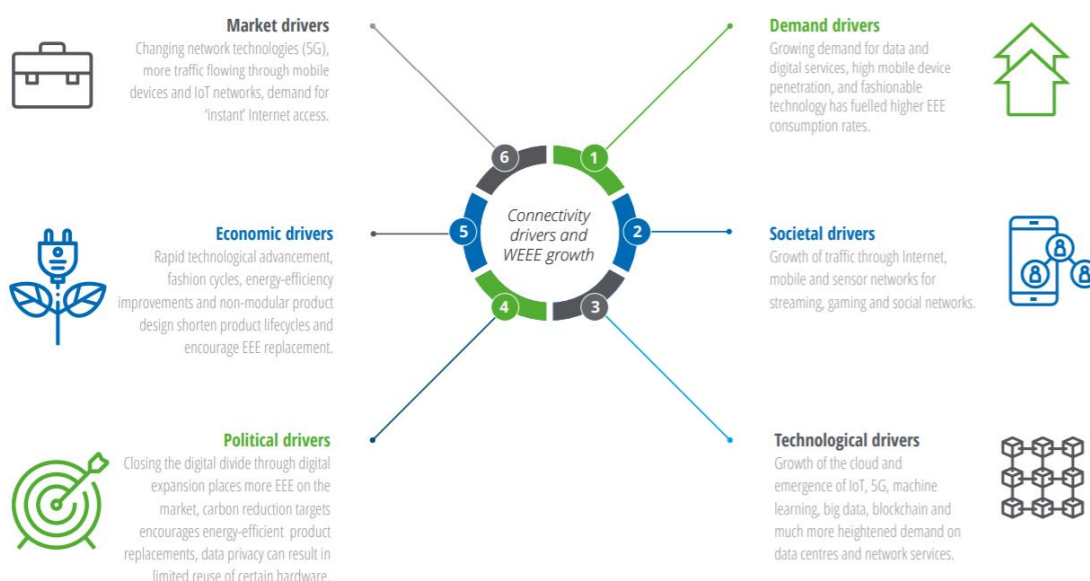 Market drivers
Changing network technologies (5G),
more traffic flowing through mobile
devices and IoT networks, demand for
'instant' Internet access.
Demand drivers
Growing demand for data and
digital services, high mobile device
penetration, and fashionable
technology has fuelled higher EEE
consumption rates.
6
1
5
Connectivity
drivers and
WEEE growth
2
4
3
Economic drivers
Rapid technological advancement,
fashion cycles, energy-efficiency
improvements and non-modular product
design shorten product lifecycles and
encourage EEE replacement.
Societal drivers
Growth of traffic through Internet,
mobile and sensor networks for
streaming, gaming and social networks.
Political drivers
Closing the digital divide through digital
expansion places more EEE on the
market, carbon reduction targets
encourages energy-efficient product
replacements, data privacy can result in
limited reuse of certain hardware.
Technological drivers
Growth of the cloud and
emergence of IoT, 5G, machine
learning, big data, blockchain and
much more heightened demand on
data centres and network services.